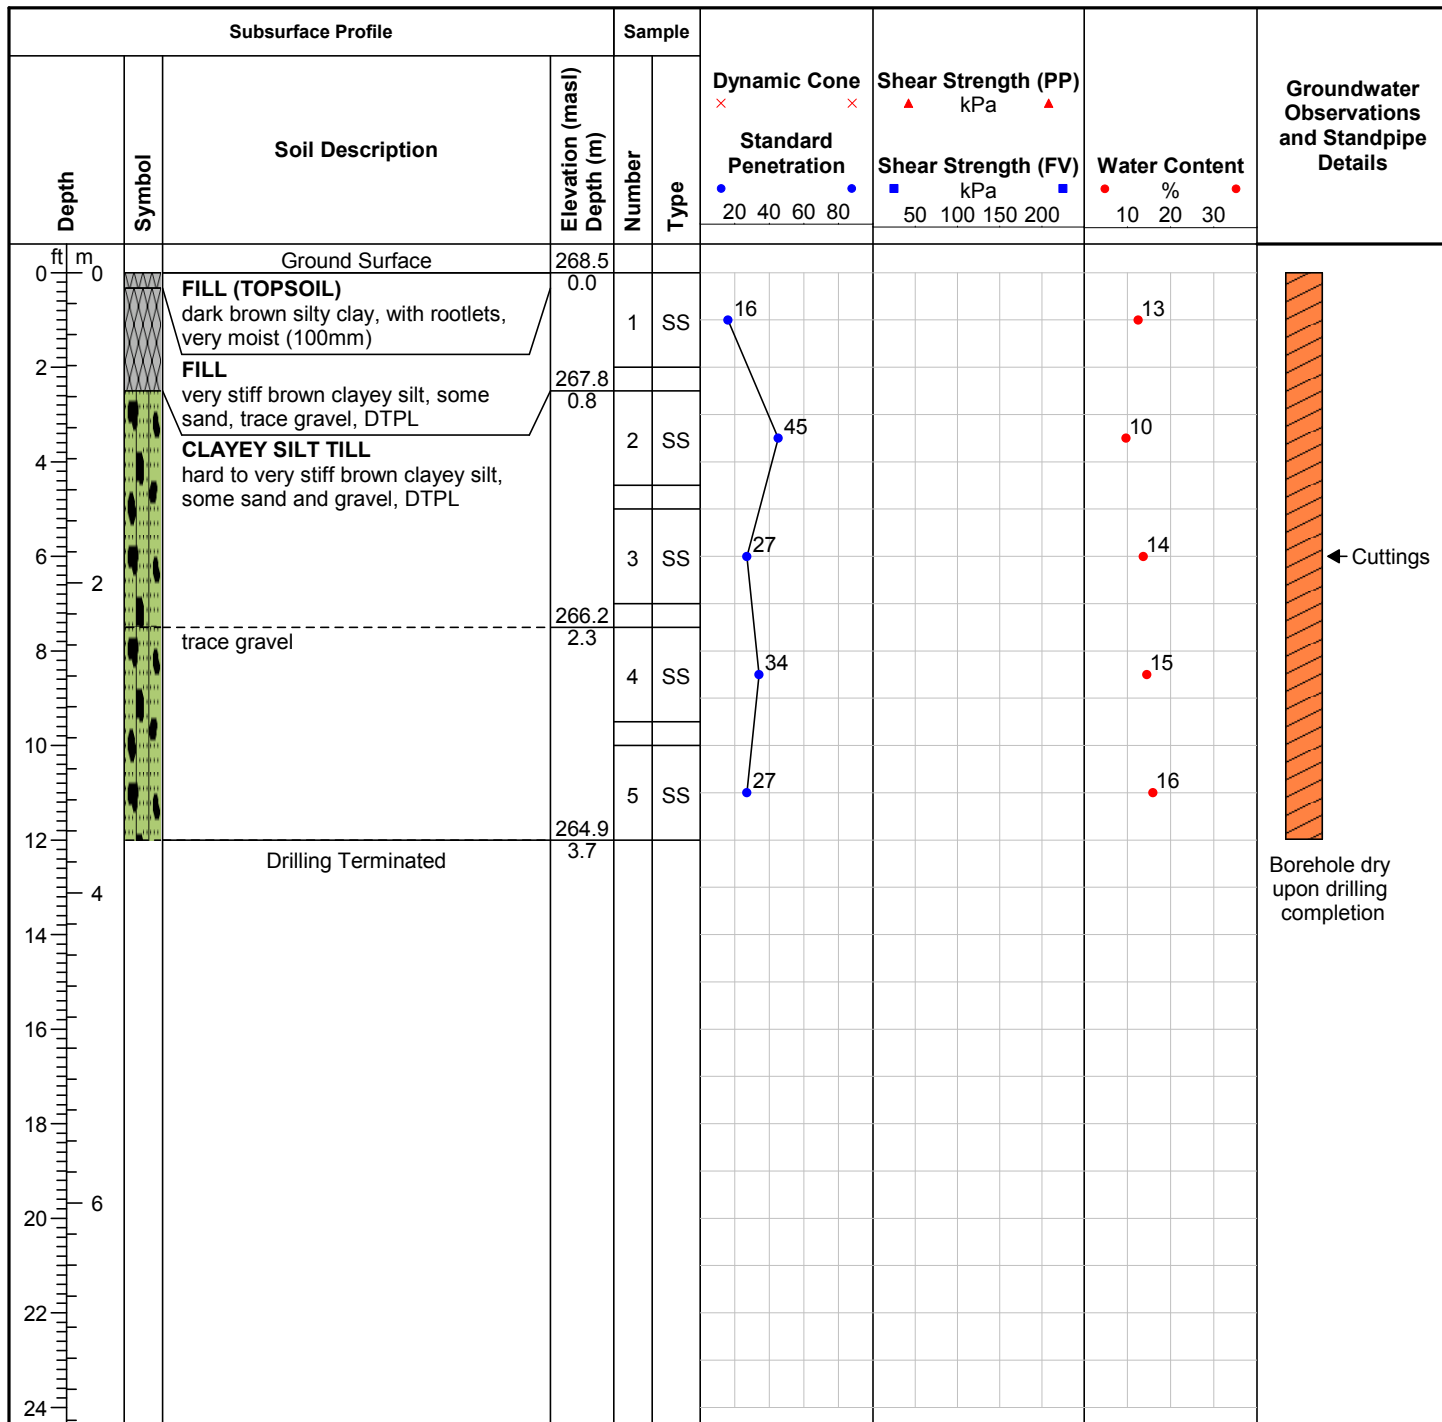 Subsurface Profile
Sample
Depth
Symbol
Soil Description
Elevation (masl)
Depth (m)
Number
Type
Dynamic Cone
Standard
Penetration
20 40 60 80
Shear Strength (PP)
kPa
Shear Strength (FV)
kPa
50 100 150 200
Water Content
%
10 20 30
Groundwater
Observations
and Standpipe
Details
ft m
Ground Surface
268.5
0 0
0.0
FILL (TOPSOIL)
dark brown silty clay, with rootlets,
very moist (100mm)
1 SS
16
13
2
FILL
very stiff brown clayey silt, some
sand, trace gravel, DTPL
267.8
0.8
2 SS
45
10
CLAYEY SILT TILL
hard to very stiff brown clayey silt,
some sand and gravel, DTPL
4
6
2
3 SS
27
14
Cuttings
266.2
2.3
trace gravel
8
4 SS
34
15
10
5 SS
27
16
264.9
12
3.7
Drilling Terminated
Borehole dry
upon drilling
completion
4
14
16
18
6
20
22
24